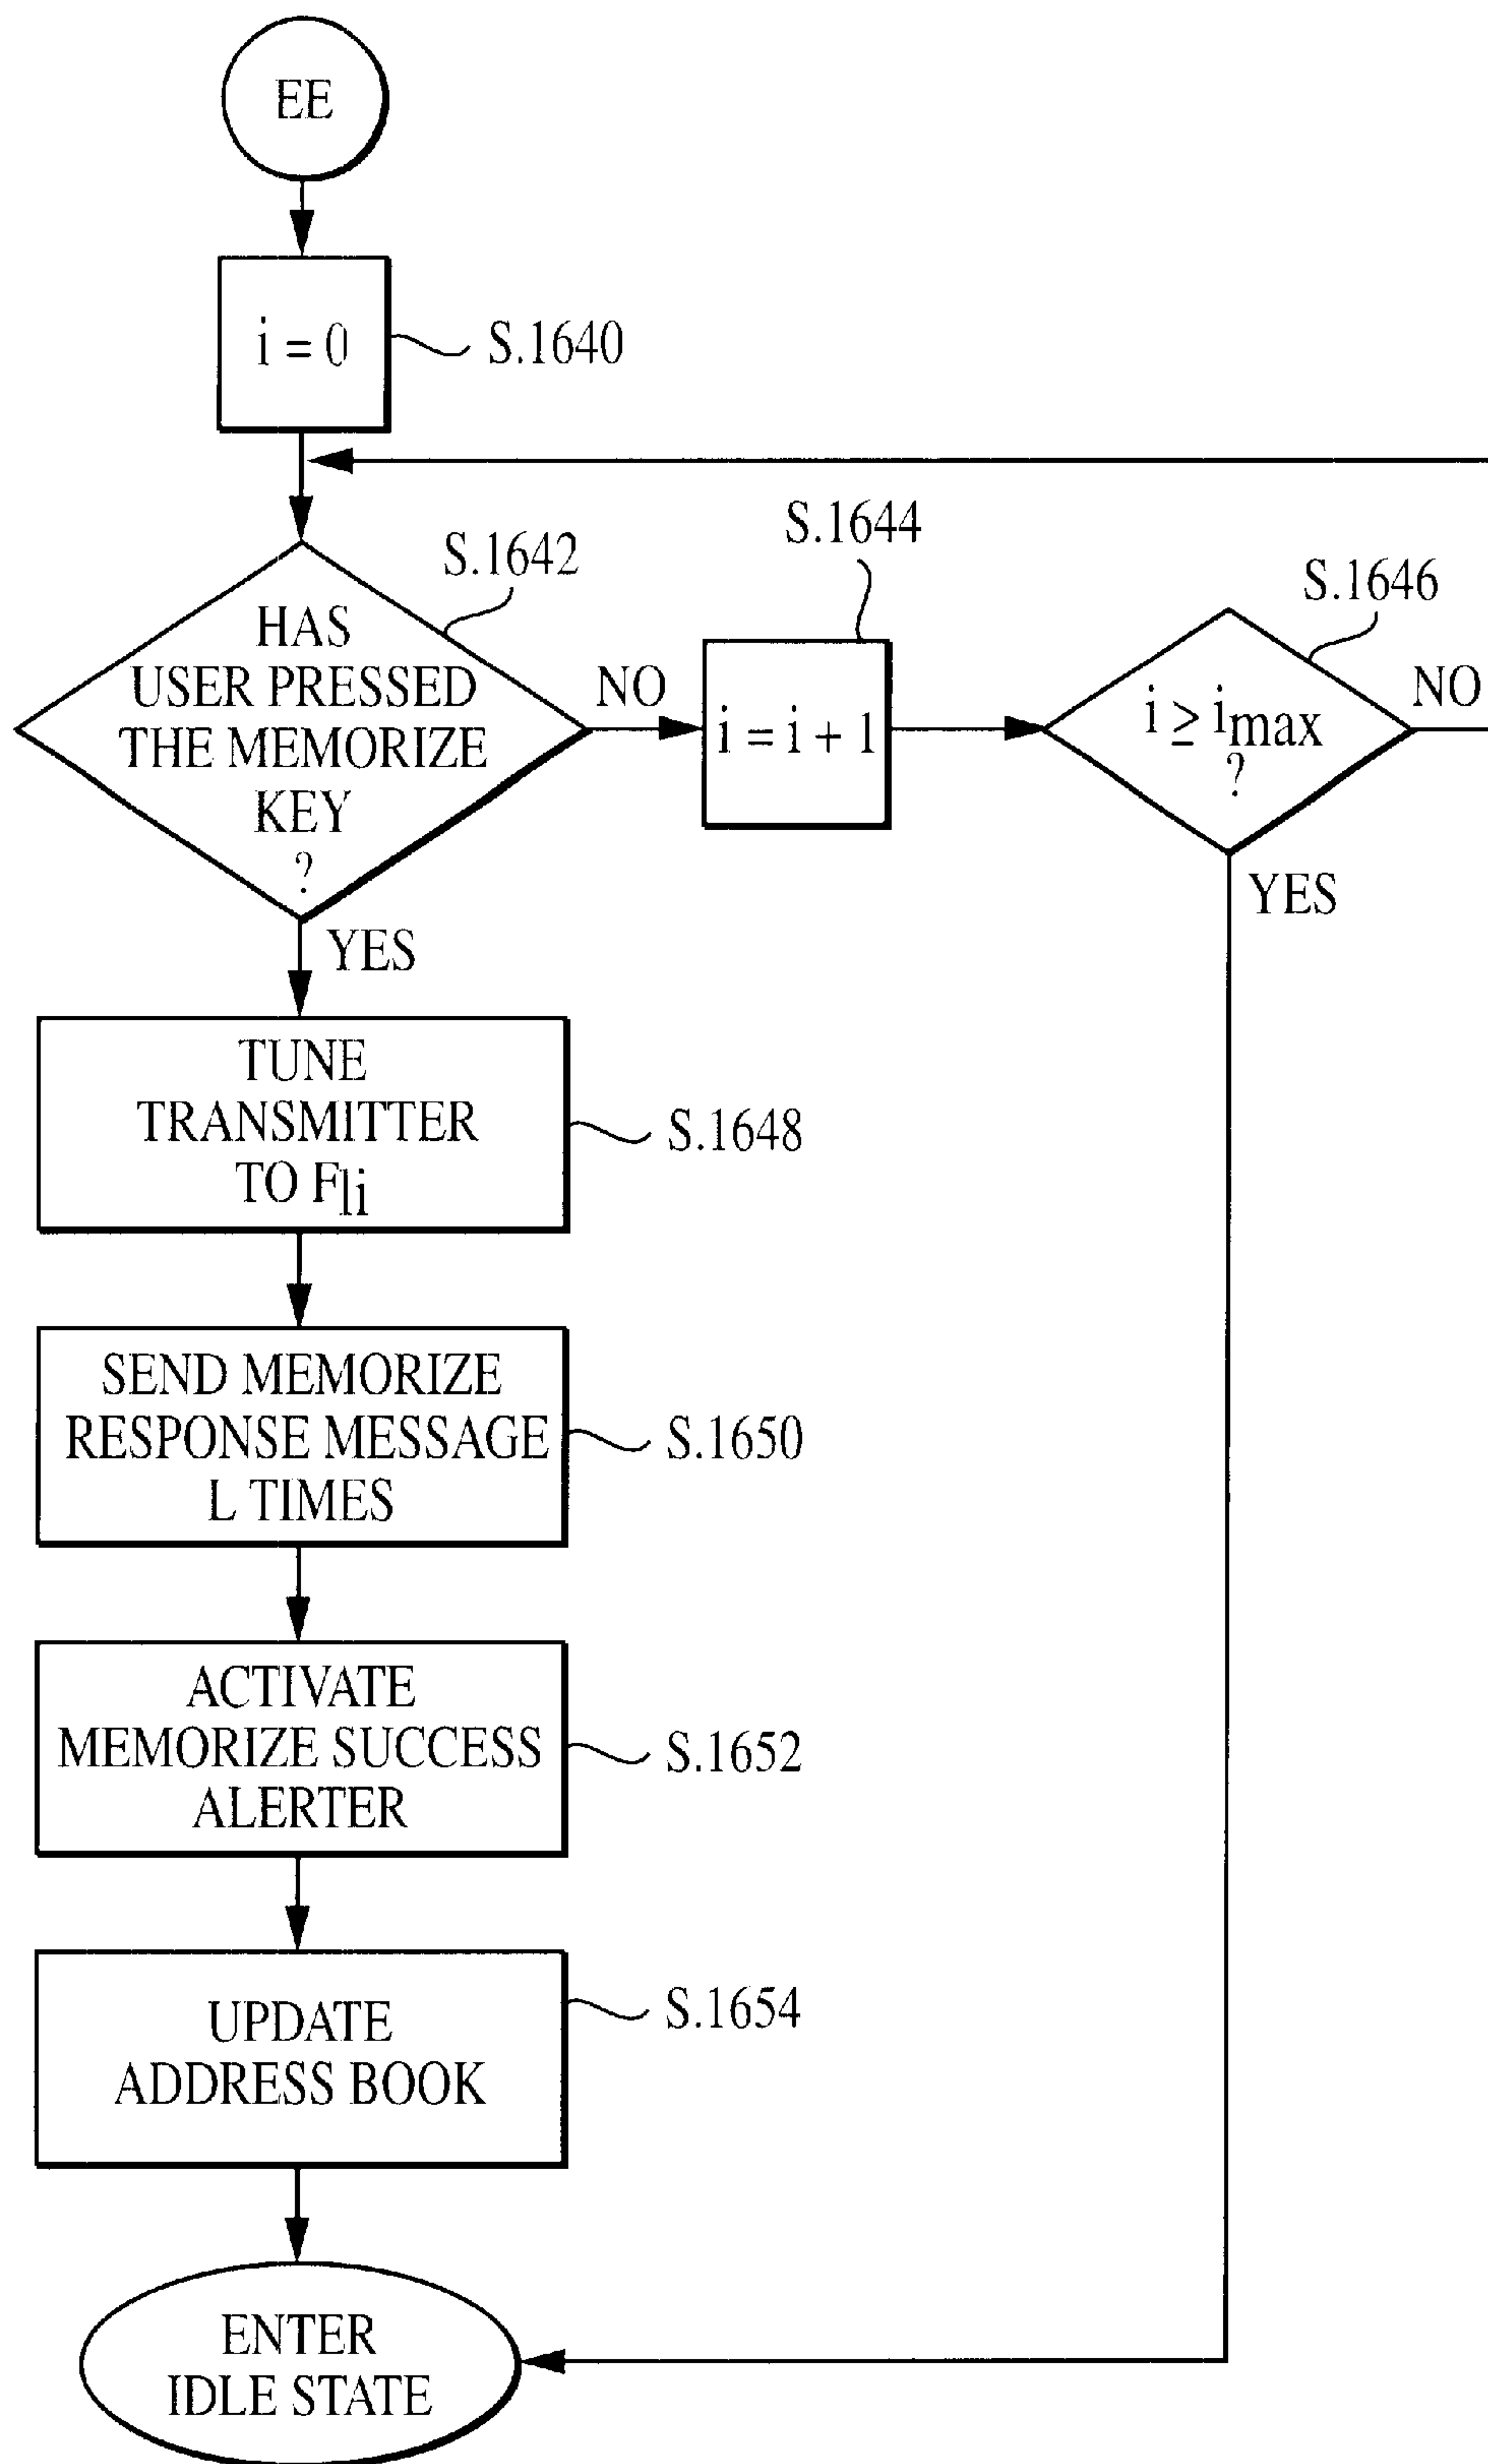 EE
i = 0
S.1640
S.1642
HAS
USER PRESSED
THE MEMORIZE
KEY
?
NO
YES
S.1644
i = i + 1
S.1646
i ≥ imax
?
NO
YES
TUNE
TRANSMITTER
TO Fli
S.1648
SEND MEMORIZE
RESPONSE MESSAGE
L TIMES
S.1650
ACTIVATE
MEMORIZE SUCCESS
ALERTER
S.1652
UPDATE
ADDRESS BOOK
S.1654
ENTER
IDLE STATE